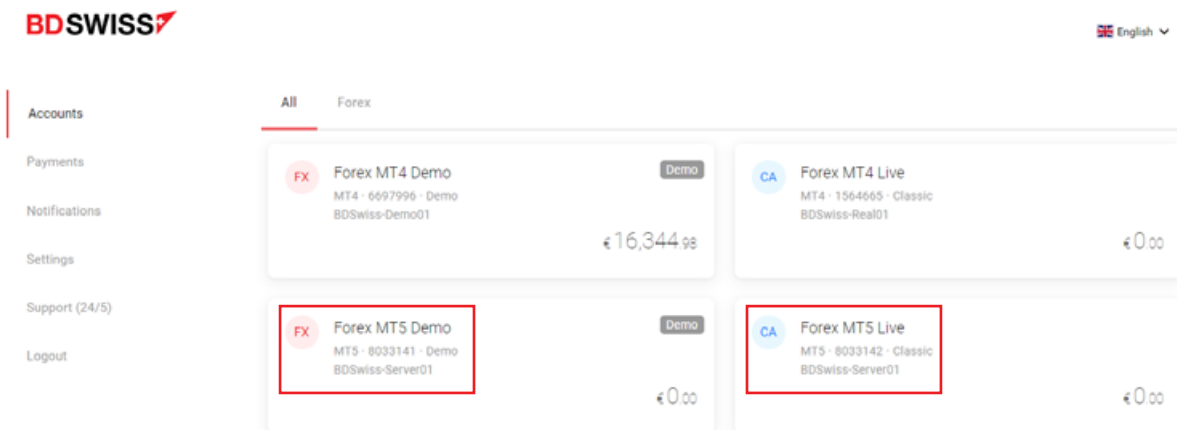 BDSWISS
English
Accounts
Payments
Notifications
Settings
Support (24/5)
Logout
All Forex
FX Forex MT4 Demo Demo
MT4 · 6697996 · Demo
BDSwiss-Demo01
€16,344.98
CA Forex MT4 Live
MT4 · 1564665 · Classic
BDSwiss-Real01
€0.00
FX Forex MT5 Demo Demo
MT5 · 8033141 · Demo
BDSwiss-Server01
€0.00
CA Forex MT5 Live
MT5 · 8033142 · Classic
BDSwiss-Server01
€0.00